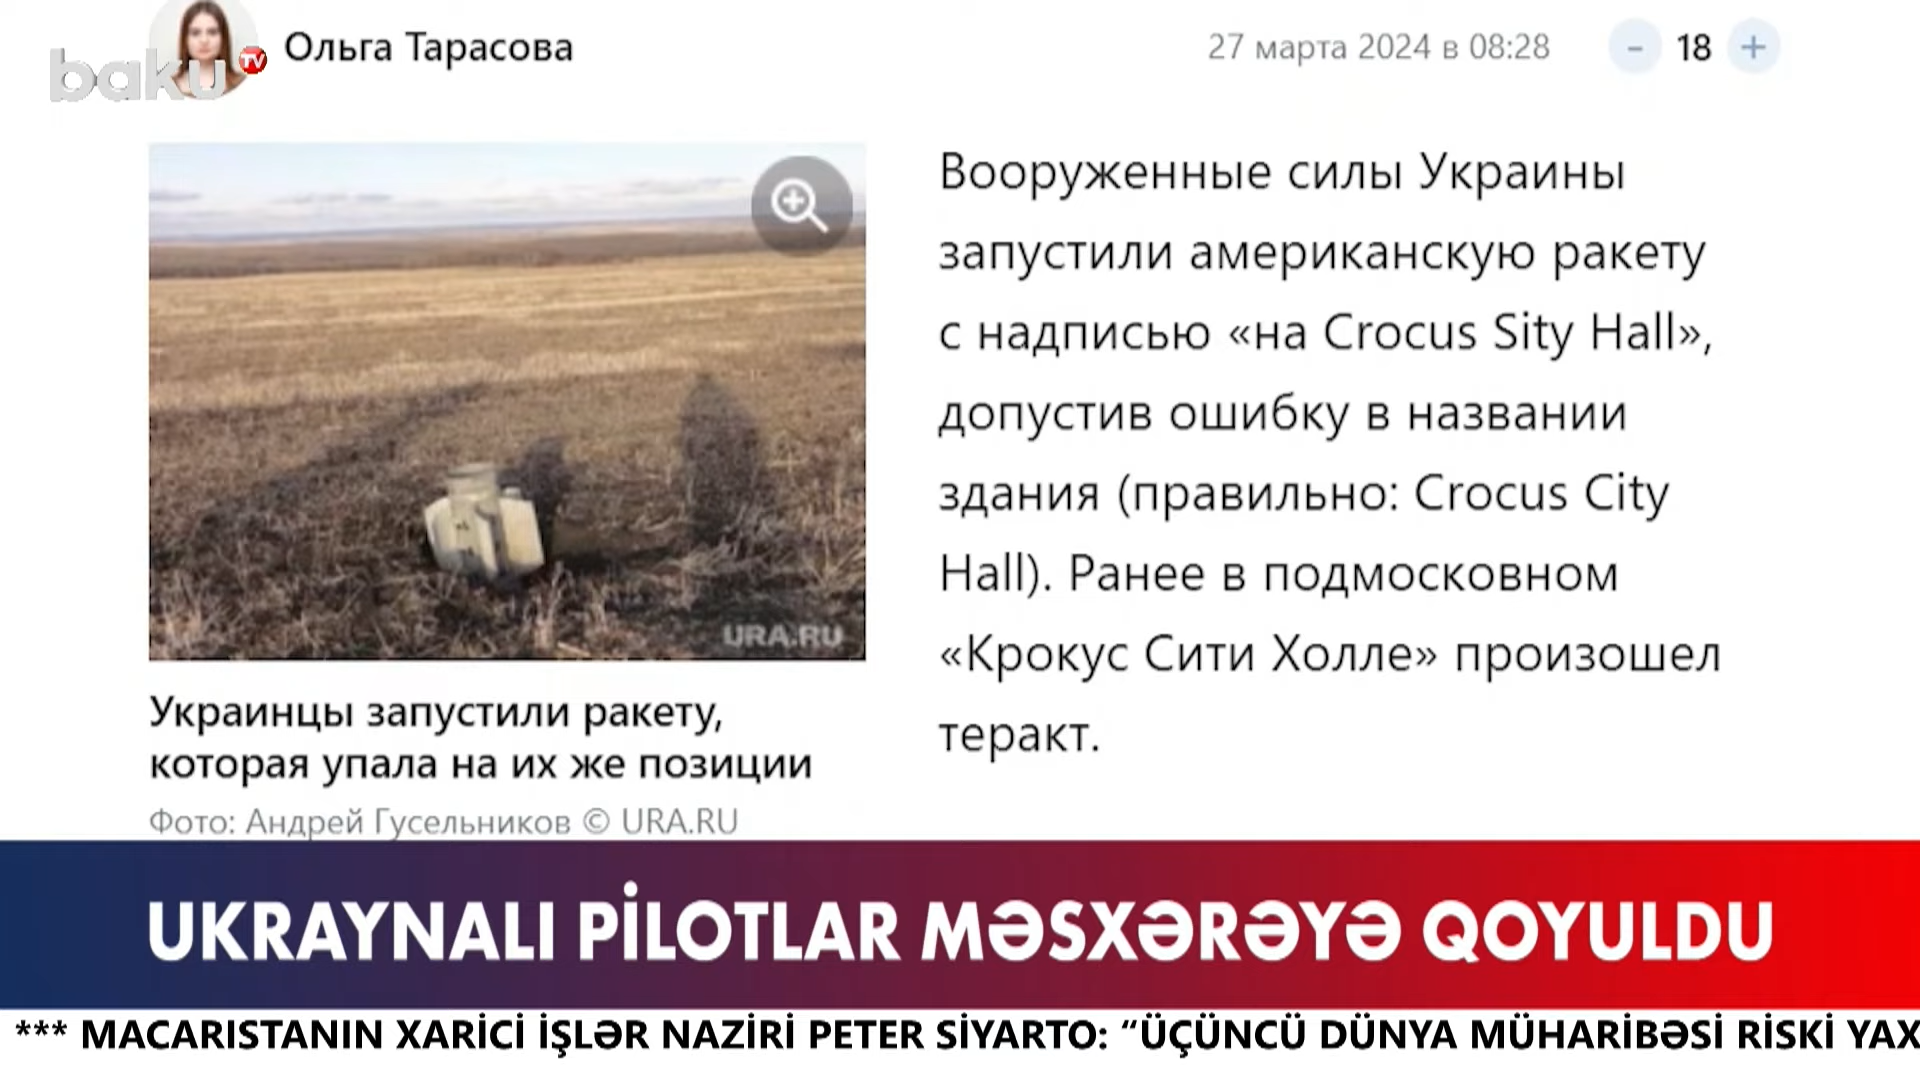 baku TV
Ольга Тарасова
27 марта 2024 в 08:28
- 18 +
URA.RU
Украинцы запустили ракету,
которая упала на их же позиции
Фото: Андрей Гусельников © URA.RU
Вооруженные силы Украины
запустили американскую ракету
с надписью «на Crocus Sity Hall»,
допустив ошибку в названии
здания (правильно: Crocus City
Hall). Ранее в подмосковном
«Крокус Сити Холле» произошел
теракт.
UKRAYNALI PİLOTLAR MƏSXƏRƏYƏ QOYULDU
*** MACARISTANIN XARİCİ İŞLƏR NAZİRİ PETER SİYARTO: “ÜÇÜNCÜ DÜNYA MÜHARİBƏSİ RİSKİ YAX